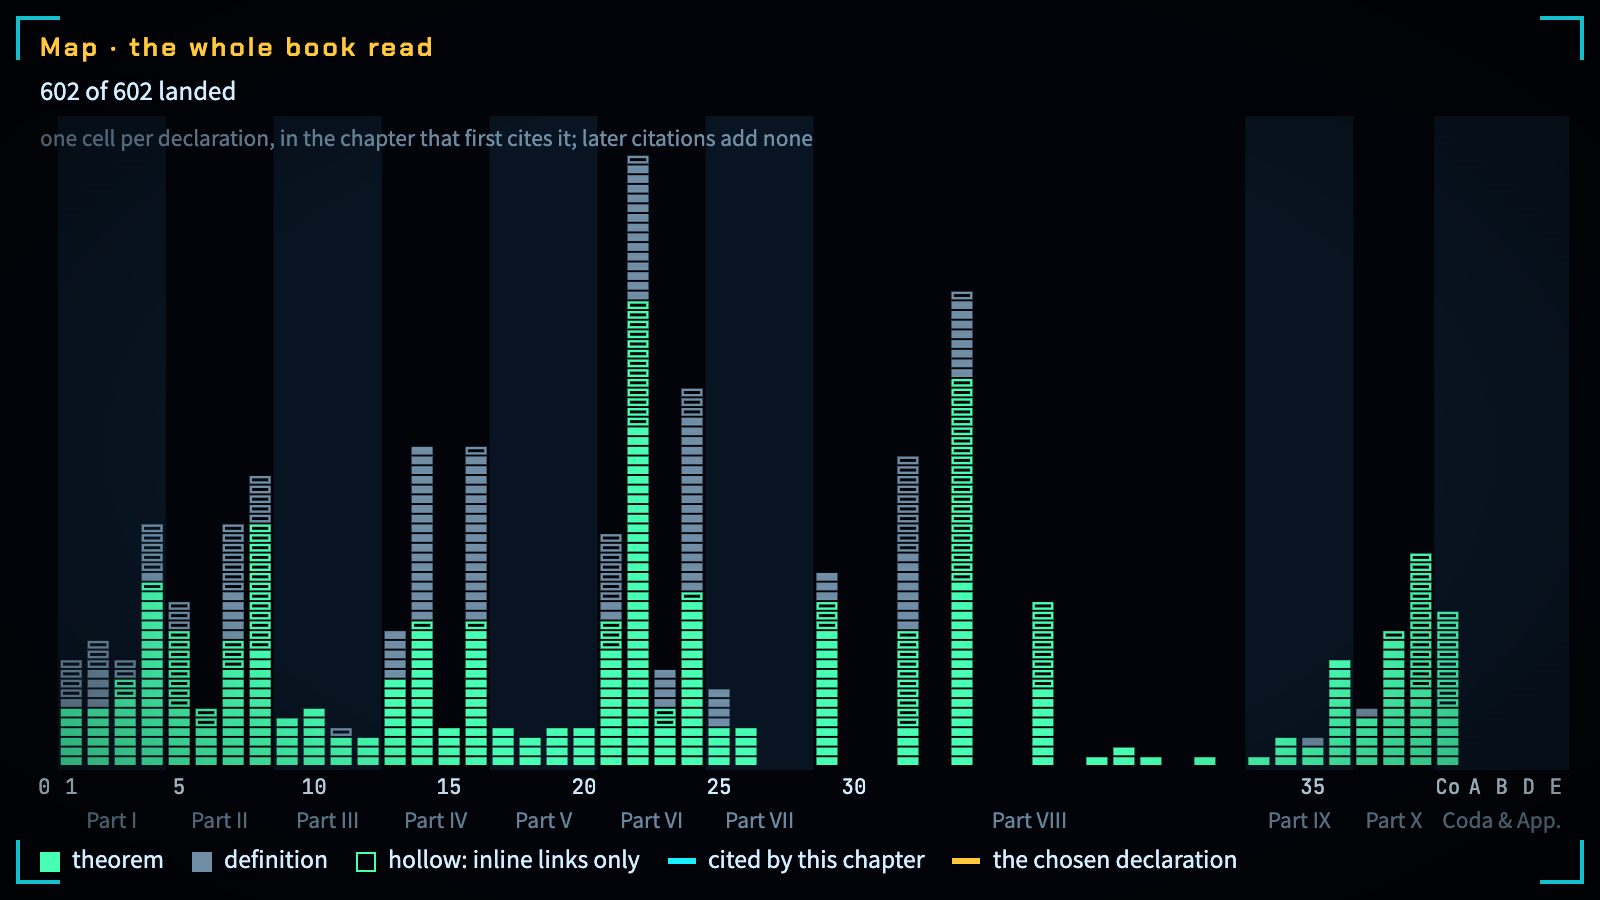 Map · the whole book read
602 of 602 landed
one cell per declaration, in the chapter that first cites it; later citations add none
0 1 5 10 15 20 25 30 35 Co A B D E
Part I Part II Part III Part IV Part V Part VI Part VII Part VIII Part IX Part X Coda & App.
theorem definition hollow: inline links only cited by this chapter the chosen declaration